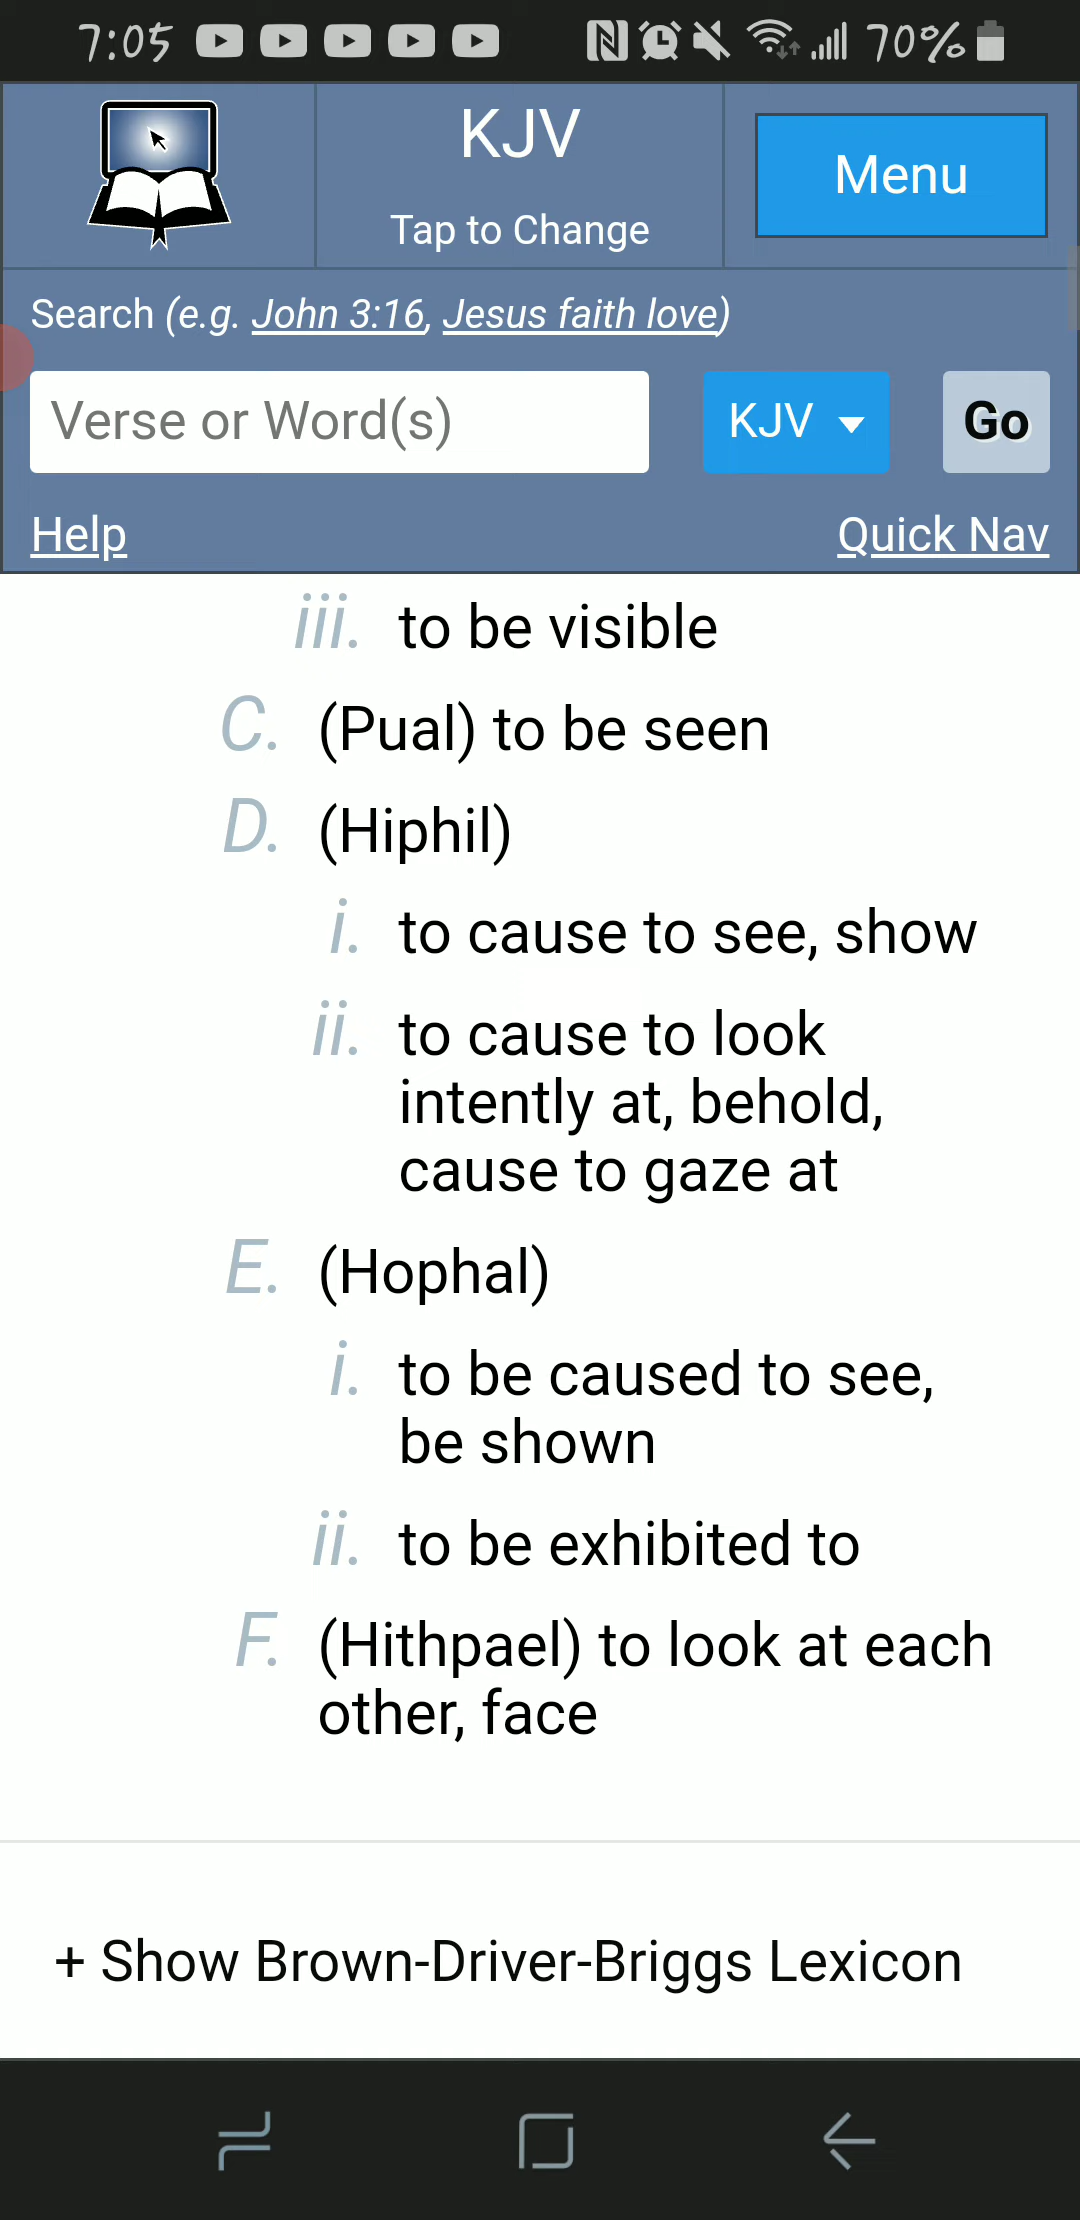 7:05 70%
KJV
Tap to Change
Menu
Search (e.g. John 3:16, Jesus faith love)
Verse or Word(s)
KJV
Go
Help
Quick Nav
iii. to be visible
C. (Pual) to be seen
D. (Hiphil)
i. to cause to see, show
ii. to cause to look
intently at, behold,
cause to gaze at
E. (Hophal)
i. to be caused to see,
be shown
ii. to be exhibited to
F. (Hithpael) to look at each
other, face
+ Show Brown-Driver-Briggs Lexicon